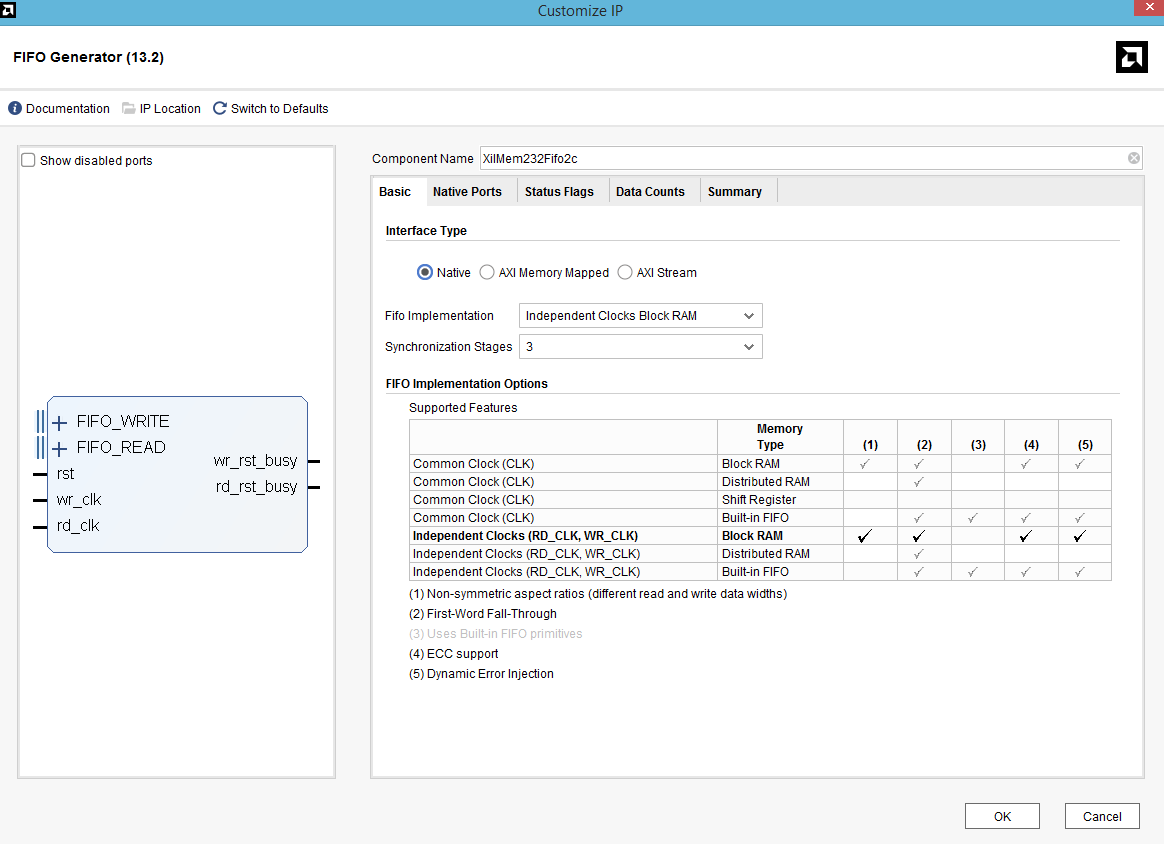 Customize IP
FIFO Generator (13.2)
Documentation IP Location Switch to Defaults
Show disabled ports
FIFO_WRITE
FIFO_READ
rst
wr_clk
rd_clk
wr_rst_busy
rd_rst_busy
Component Name XilMem232Fifo2c
Basic Native Ports Status Flags Data Counts Summary
Interface Type
Native AXI Memory Mapped AXI Stream
Fifo Implementation Independent Clocks Block RAM
Synchronization Stages 3
FIFO Implementation Options
Supported Features
Memory Type (1) (2) (3) (4) (5)
Common Clock (CLK) Block RAM ✓ ✓ ✓ ✓
Common Clock (CLK) Distributed RAM ✓
Common Clock (CLK) Shift Register
Common Clock (CLK) Built-in FIFO ✓ ✓ ✓ ✓
Independent Clocks (RD_CLK, WR_CLK) Block RAM ✓ ✓ ✓ ✓
Independent Clocks (RD_CLK, WR_CLK) Distributed RAM ✓
Independent Clocks (RD_CLK, WR_CLK) Built-in FIFO ✓ ✓ ✓ ✓
(1) Non-symmetric aspect ratios (different read and write data widths)
(2) First-Word Fall-Through
(3) Uses Built-in FIFO primitives
(4) ECC support
(5) Dynamic Error Injection
OK Cancel